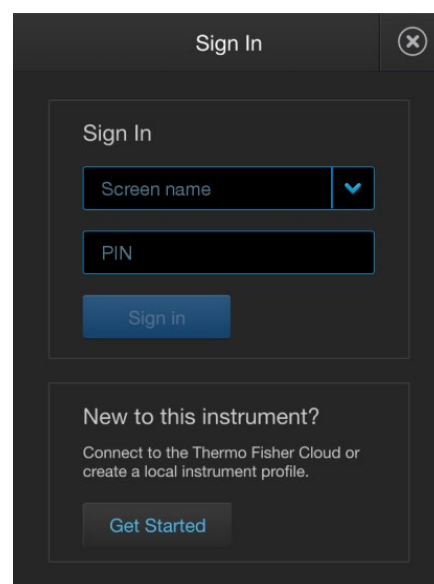 Sign In
Sign In
Screen name
PIN
Sign in
New to this instrument?
Connect to the Thermo Fisher Cloud or
create a local instrument profile.
Get Started